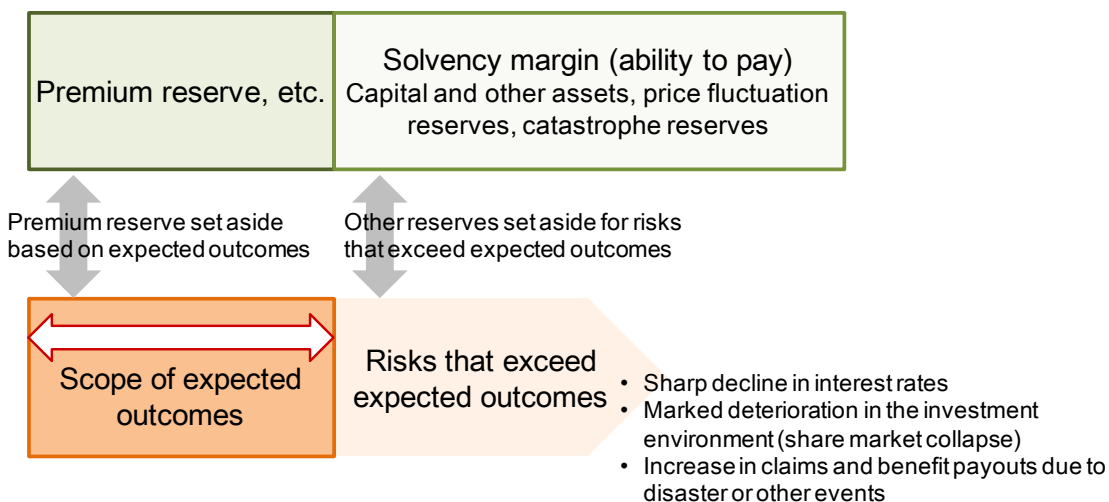 Premium reserve, etc.
Solvency margin (ability to pay)
Capital and other assets, price fluctuation
reserves, catastrophe reserves
Premium reserve set aside
based on expected outcomes
Other reserves set aside for risks
that exceed expected outcomes
Scope of expected
outcomes
Risks that exceed
expected outcomes
• Sharp decline in interest rates
• Marked deterioration in the investment
environment (share market collapse)
• Increase in claims and benefit payouts due to
disaster or other events